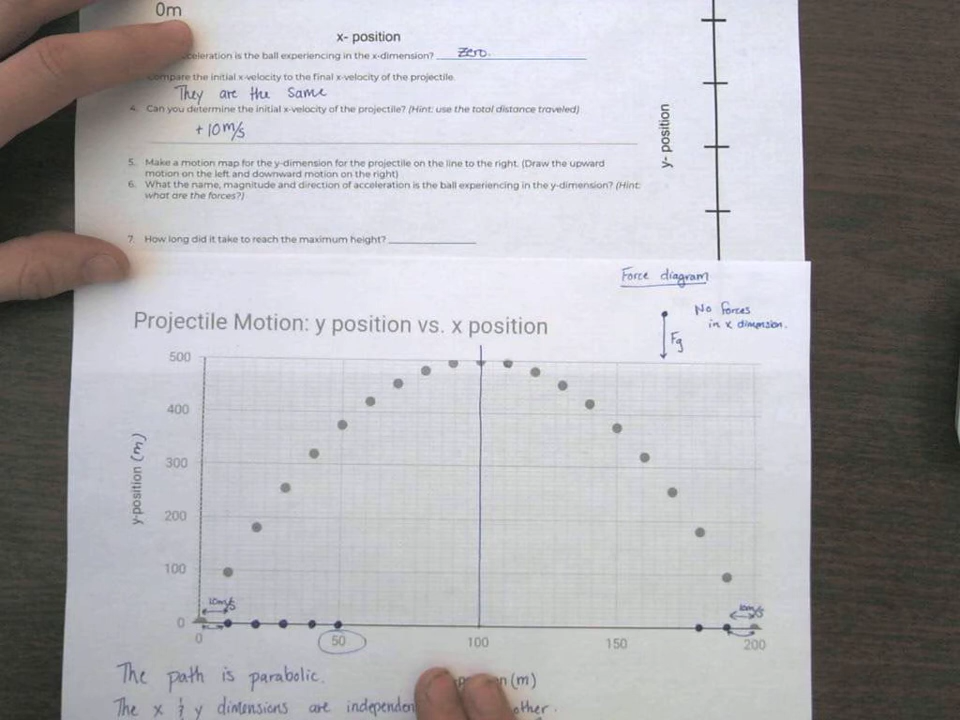 0m
x- position
celeration is the ball experiencing in the x-dimension? Zero.
ompare the initial x-velocity to the final x-velocity of the projectile.
They are the same
4. Can you determine the initial x-velocity of the projectile? (Hint: use the total distance traveled)
+ 10 m/s
y- position
5. Make a motion map for the y-dimension for the projectile on the line to the right. (Draw the upward
motion on the left and downward motion on the right)
6. What the name, magnitude and direction of acceleration is the ball experiencing in the y-dimension? (Hint:
what are the forces?)
7. How long did it take to reach the maximum height?
Force diagram
No forces
in x dimension.
Fg
Projectile Motion: y position vs. x position
500
400
300
200
100
0
y-position (m)
10m/s
10m/s
0 50 100 150 200
n (m)
The path is parabolic.
The x & y dimensions are independen other.